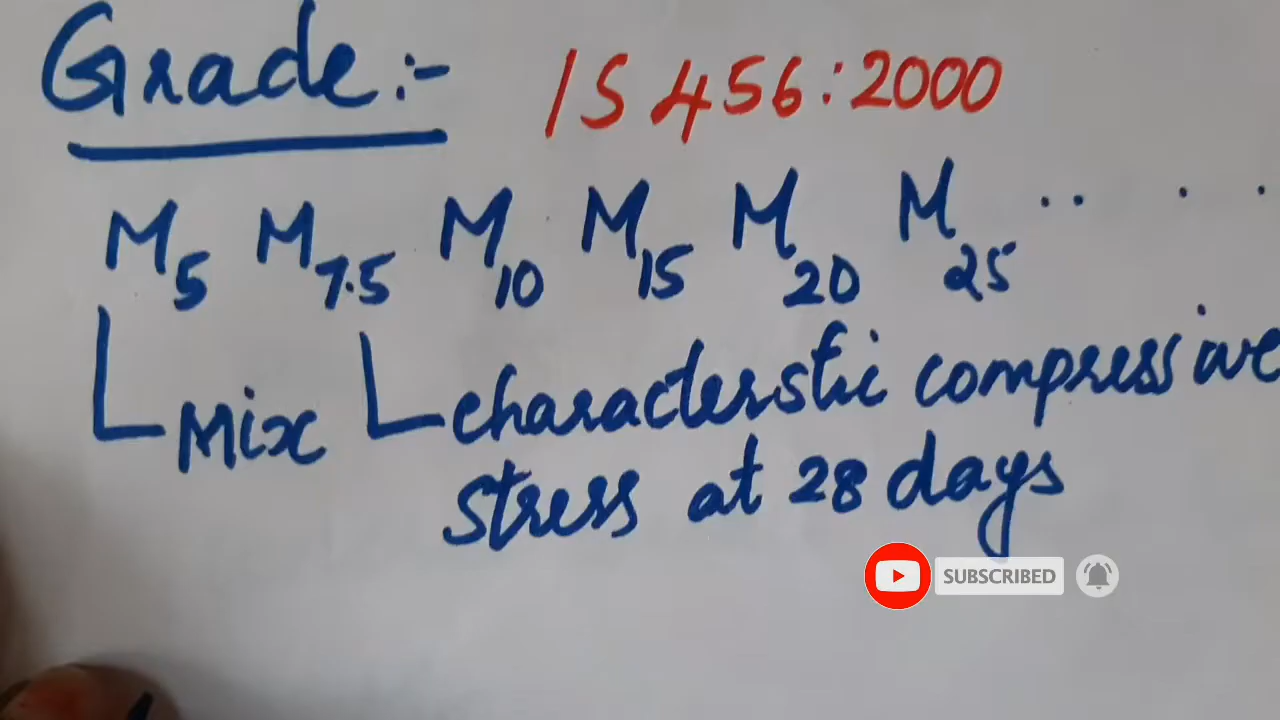 Grade:-
IS 456:2000
M5 M7.5 M10 M15 M20 M25 .. . .
Mix
characterstic compressive
stress at 28 days
SUBSCRIBED